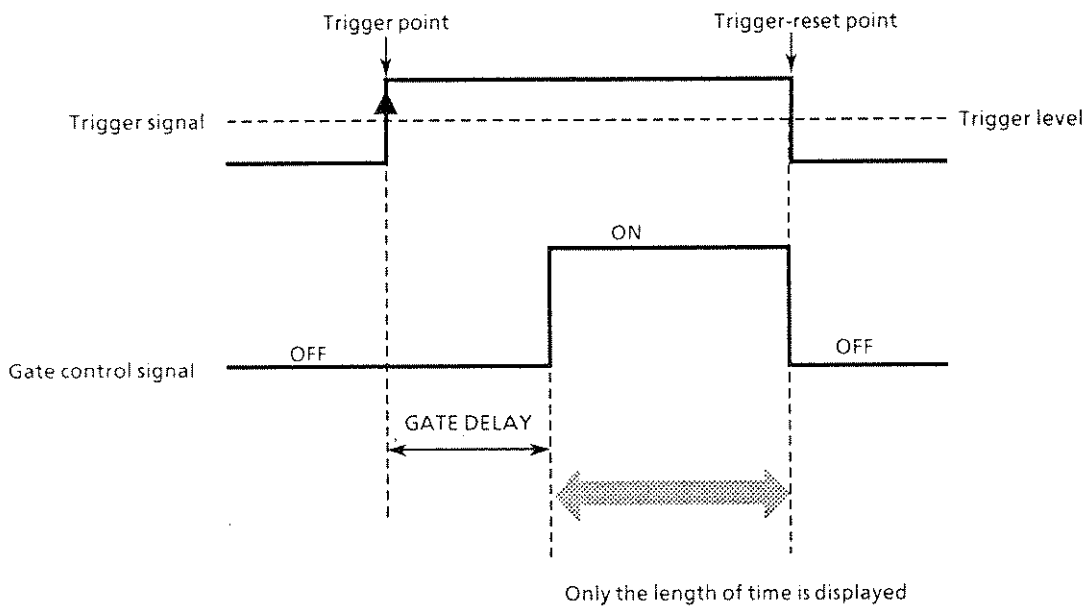 Trigger point
Trigger-reset point
Trigger signal
Trigger level
ON
OFF
OFF
Gate control signal
GATE DELAY
Only the length of time is displayed